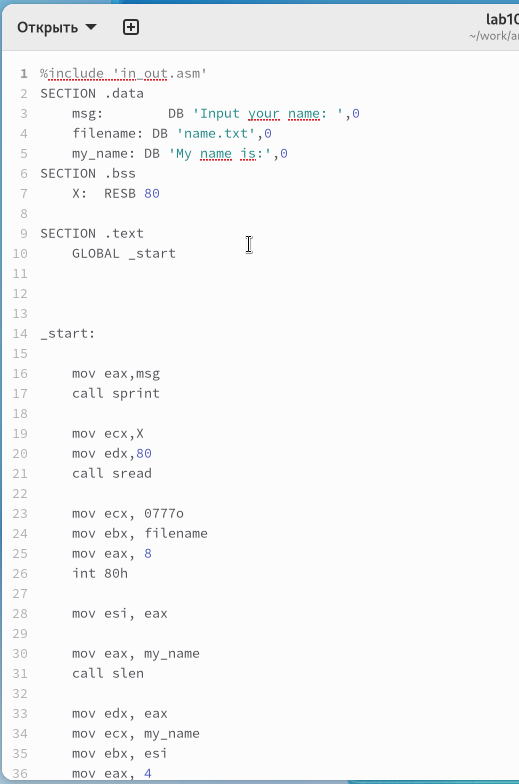 Открыть
lab10
~/work/a
1 %include 'in_out.asm'
2 SECTION .data
3     msg:        DB 'Input your name: ',0
4     filename: DB 'name.txt',0
5     my_name: DB 'My name is:',0
6 SECTION .bss
7     X:  RESB 80
8
9 SECTION .text
10     GLOBAL _start
11
12
13
14 _start:
15
16     mov eax,msg
17     call sprint
18
19     mov ecx,X
20     mov edx,80
21     call sread
22
23     mov ecx, 0777o
24     mov ebx, filename
25     mov eax, 8
26     int 80h
27
28     mov esi, eax
29
30     mov eax, my_name
31     call slen
32
33     mov edx, eax
34     mov ecx, my_name
35     mov ebx, esi
36     mov eax, 4